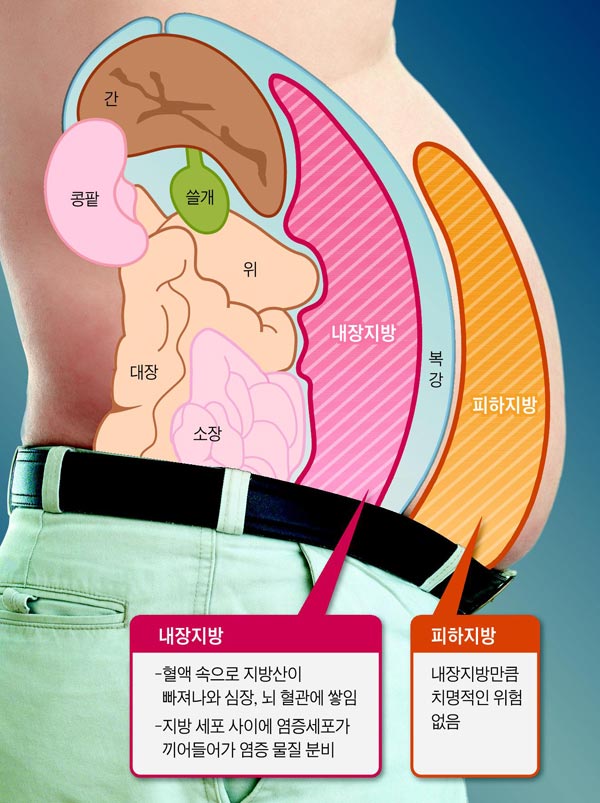 간
콩팥
쓸개
위
내장지방
대장
복
강
피하지방
소장
내장지방
-혈액 속으로 지방산이
빠져나와 심장, 뇌 혈관에 쌓임
-지방 세포 사이에 염증세포가
끼어들어가 염증 물질 분비
피하지방
내장지방만큼
치명적인 위험
없음